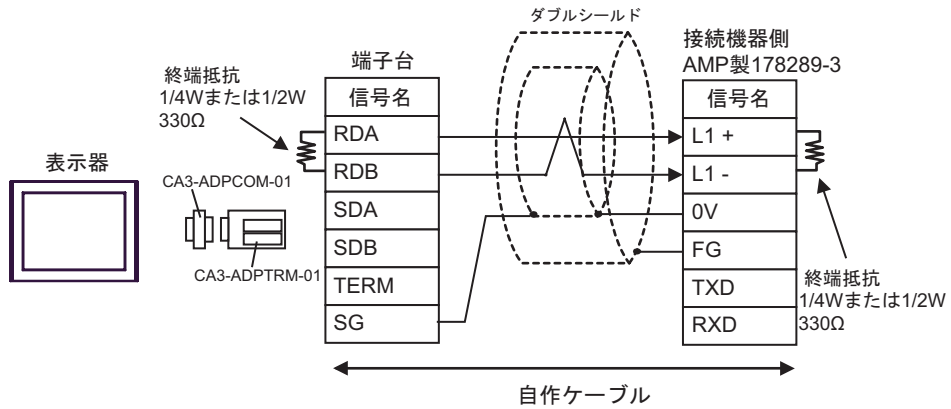 ダブルシールド
接続機器側
AMP製178289-3
端子台
終端抵抗
1/4Wまたは1/2W
330Ω
信号名
信号名
RDA
L1 +
表示器
RDB
L1 -
CA3-ADPCOM-01
SDA
0V
SDB
FG
CA3-ADPTRM-01
TERM
TXD
終端抵抗
1/4Wまたは1/2W
330Ω
SG
RXD
自作ケーブル